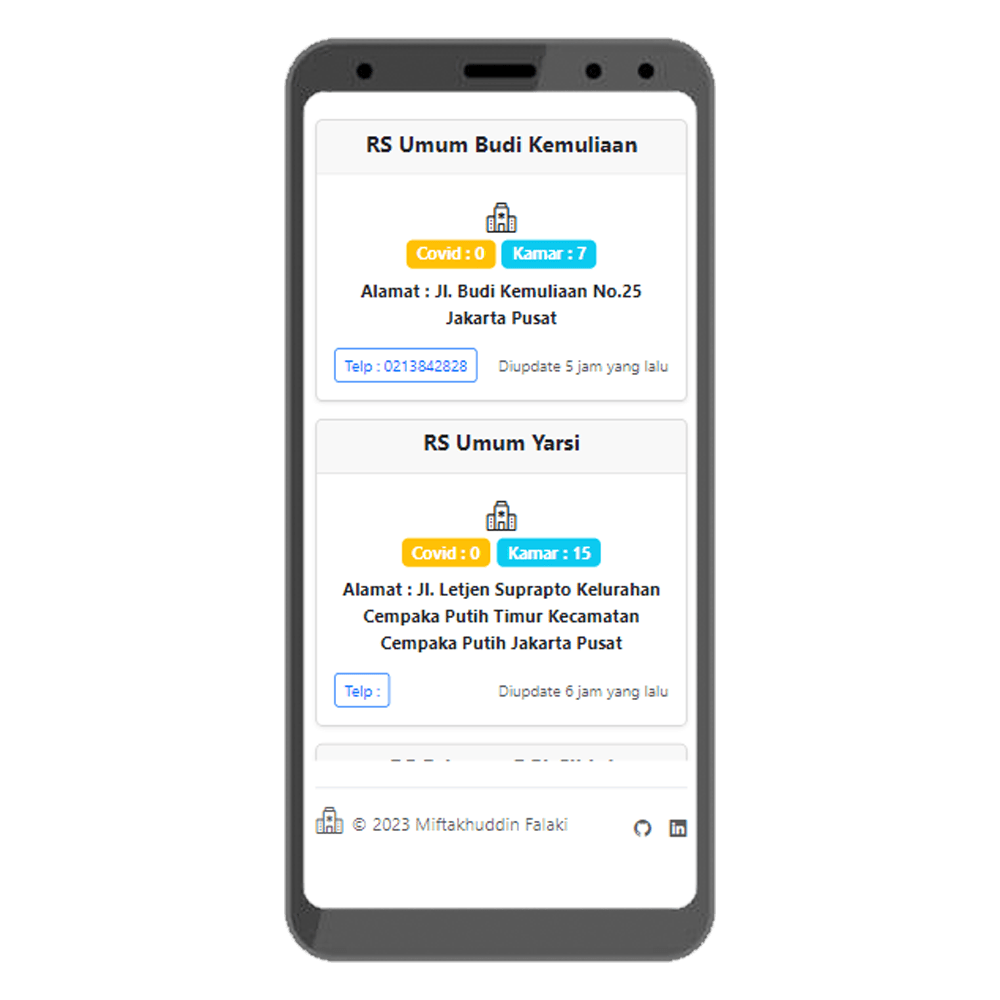 RS Umum Budi Kemuliaan
Covid : 0 Kamar : 7
Alamat : Jl. Budi Kemuliaan No.25
Jakarta Pusat
Telp : 0213842828 Diupdate 5 jam yang lalu
RS Umum Yarsi
Covid : 0 Kamar : 15
Alamat : Jl. Letjen Suprapto Kelurahan
Cempaka Putih Timur Kecamatan
Cempaka Putih Jakarta Pusat
Telp : Diupdate 6 jam yang lalu
© 2023 Miftakhuddin Falaki